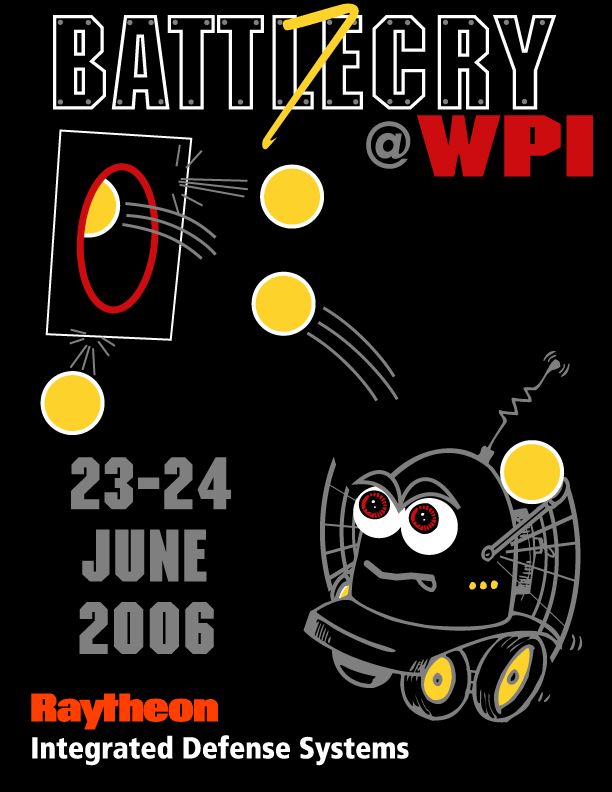 BATTLECRY
7
@WPI
23-24
JUNE
2006
Raytheon
Integrated Defense Systems